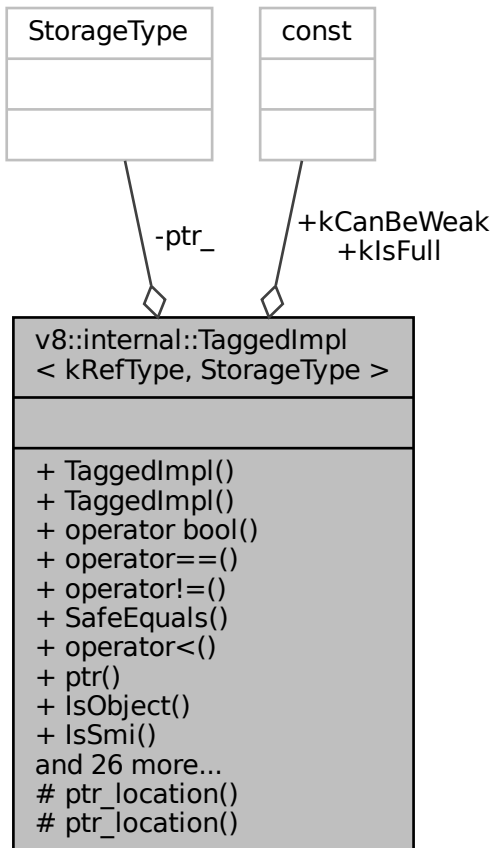 StorageType
const
-ptr_
+kCanBeWeak
+kIsFull
v8::internal::TaggedImpl
< kRefType, StorageType >
+ TaggedImpl()
+ TaggedImpl()
+ operator bool()
+ operator==()
+ operator!=()
+ SafeEquals()
+ operator<()
+ ptr()
+ IsObject()
+ IsSmi()
and 26 more...
# ptr_location()
# ptr_location()